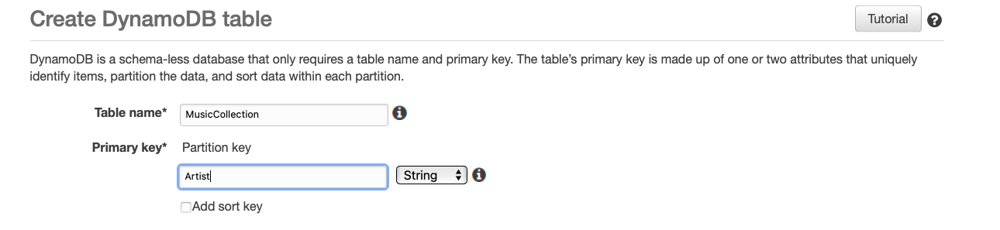 Create DynamoDB table
Tutorial
DynamoDB is a schema-less database that only requires a table name and primary key. The table's primary key is made up of one or two attributes that uniquely
identify items, partition the data, and sort data within each partition.
Table name* MusicCollection
Primary key* Partition key
Artist String
Add sort key